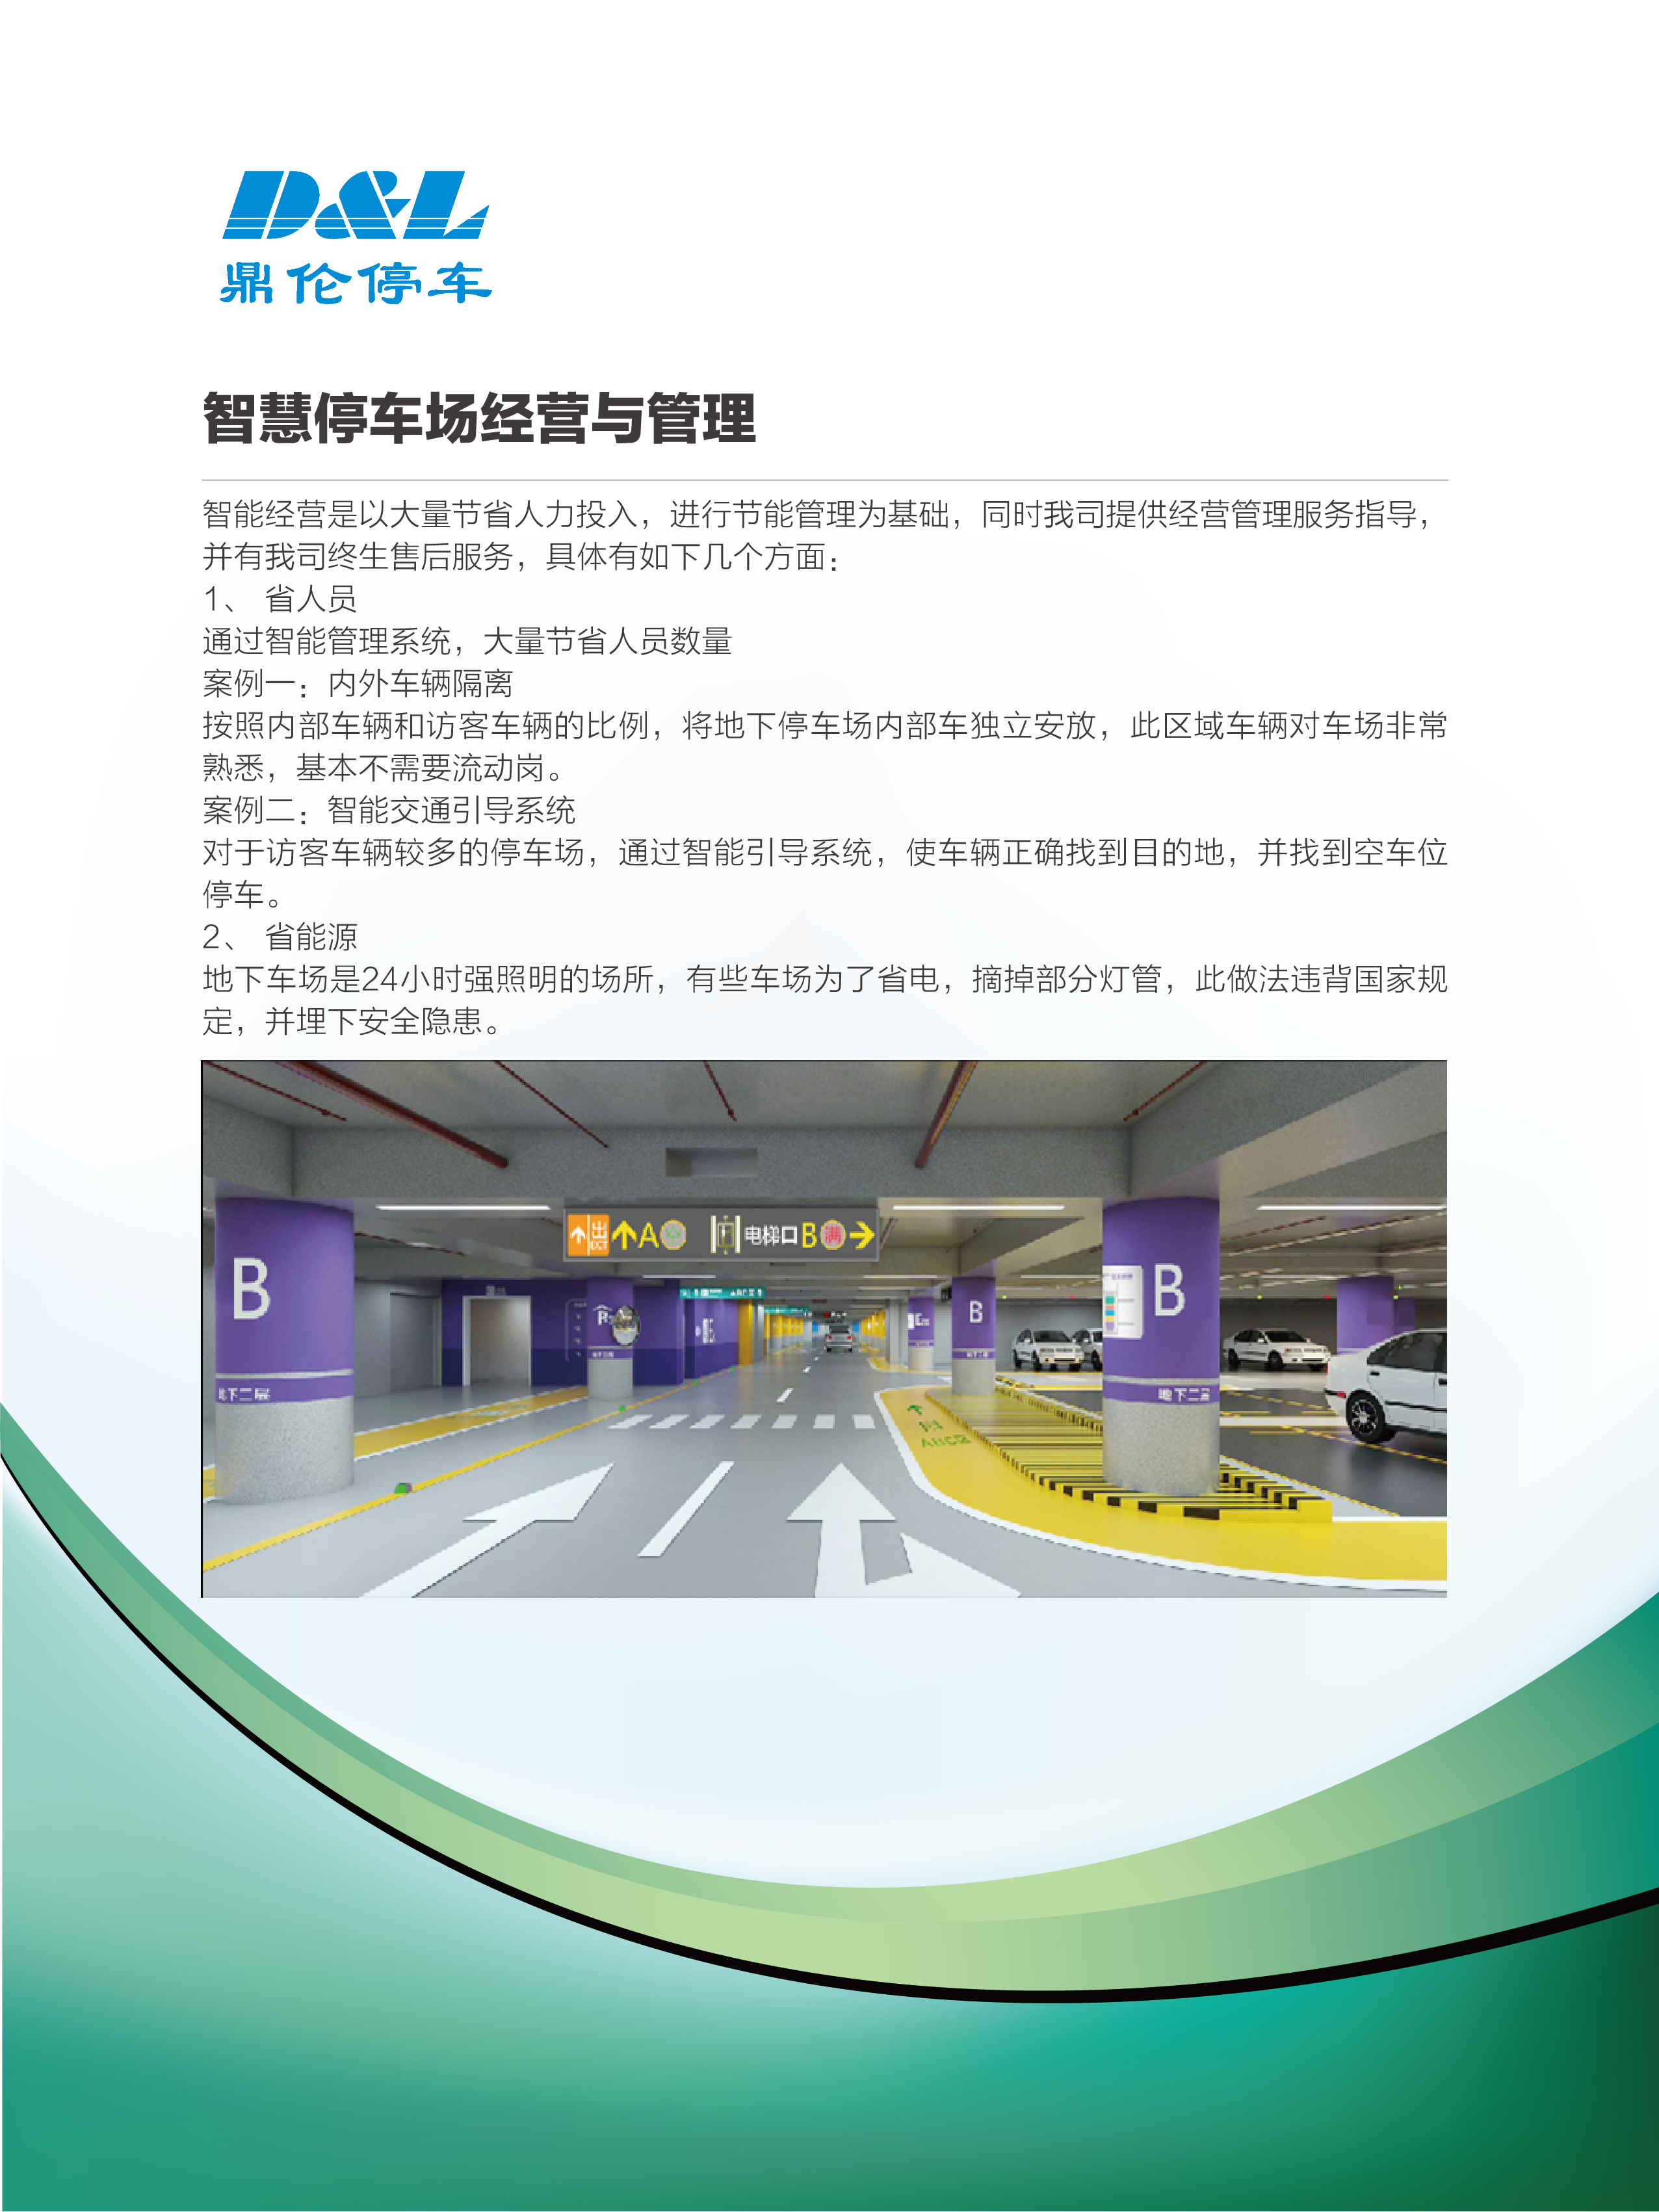 D&L
鼎伦停车
智慧停车场经营与管理
智能经营是以大量节省人力投入，进行节能管理为基础，同时我司提供经营管理服务指导，
并有我司终生售后服务，具体有如下几个方面：
1、 省人员
通过智能管理系统，大量节省人员数量
案例一：内外车辆隔离
按照内部车辆和访客车辆的比例，将地下停车场内部车独立安放，此区域车辆对车场非常
熟悉，基本不需要流动岗。
案例二：智能交通引导系统
对于访客车辆较多的停车场，通过智能引导系统，使车辆正确找到目的地，并找到空车位
停车。
2、 省能源
地下车场是24小时强照明的场所，有些车场为了省电，摘掉部分灯管，此做法违背国家规
定，并埋下安全隐患。
出 A 电梯口 B 满
B
B
B
地下二层
地下二层